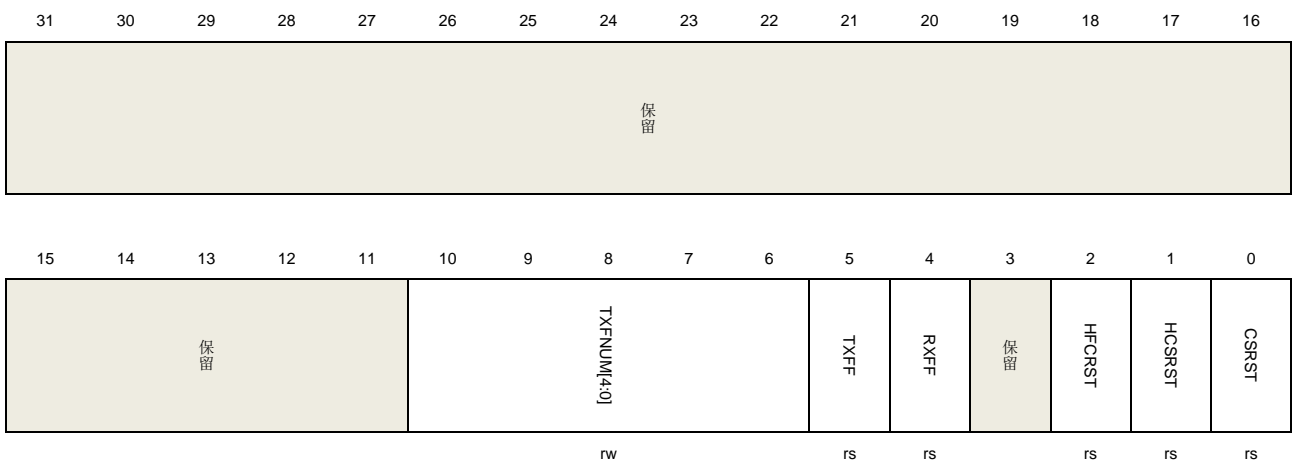 31 30 29 28 27 26 25 24 23 22 21 20 19 18 17 16
保留
15 14 13 12 11 10 9 8 7 6 5 4 3 2 1 0
保留 TXFNUM[4:0] TXFF RXFF 保留 HFCRST HCSRST CSRST
rw rs rs rs rs rs